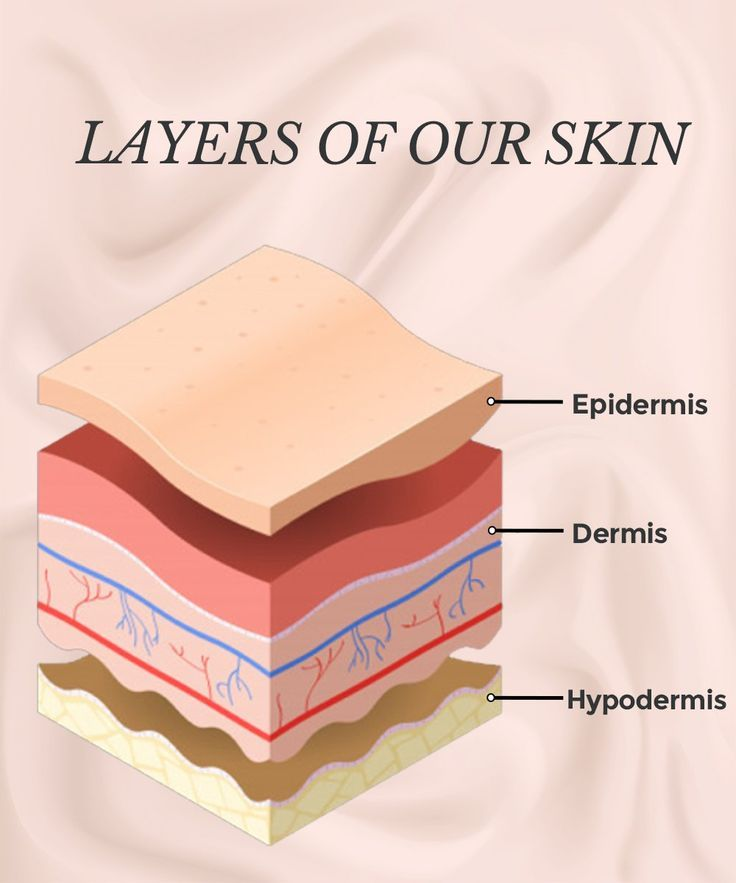 LAYERS OF OUR SKIN
Epidermis
Dermis
Hypodermis